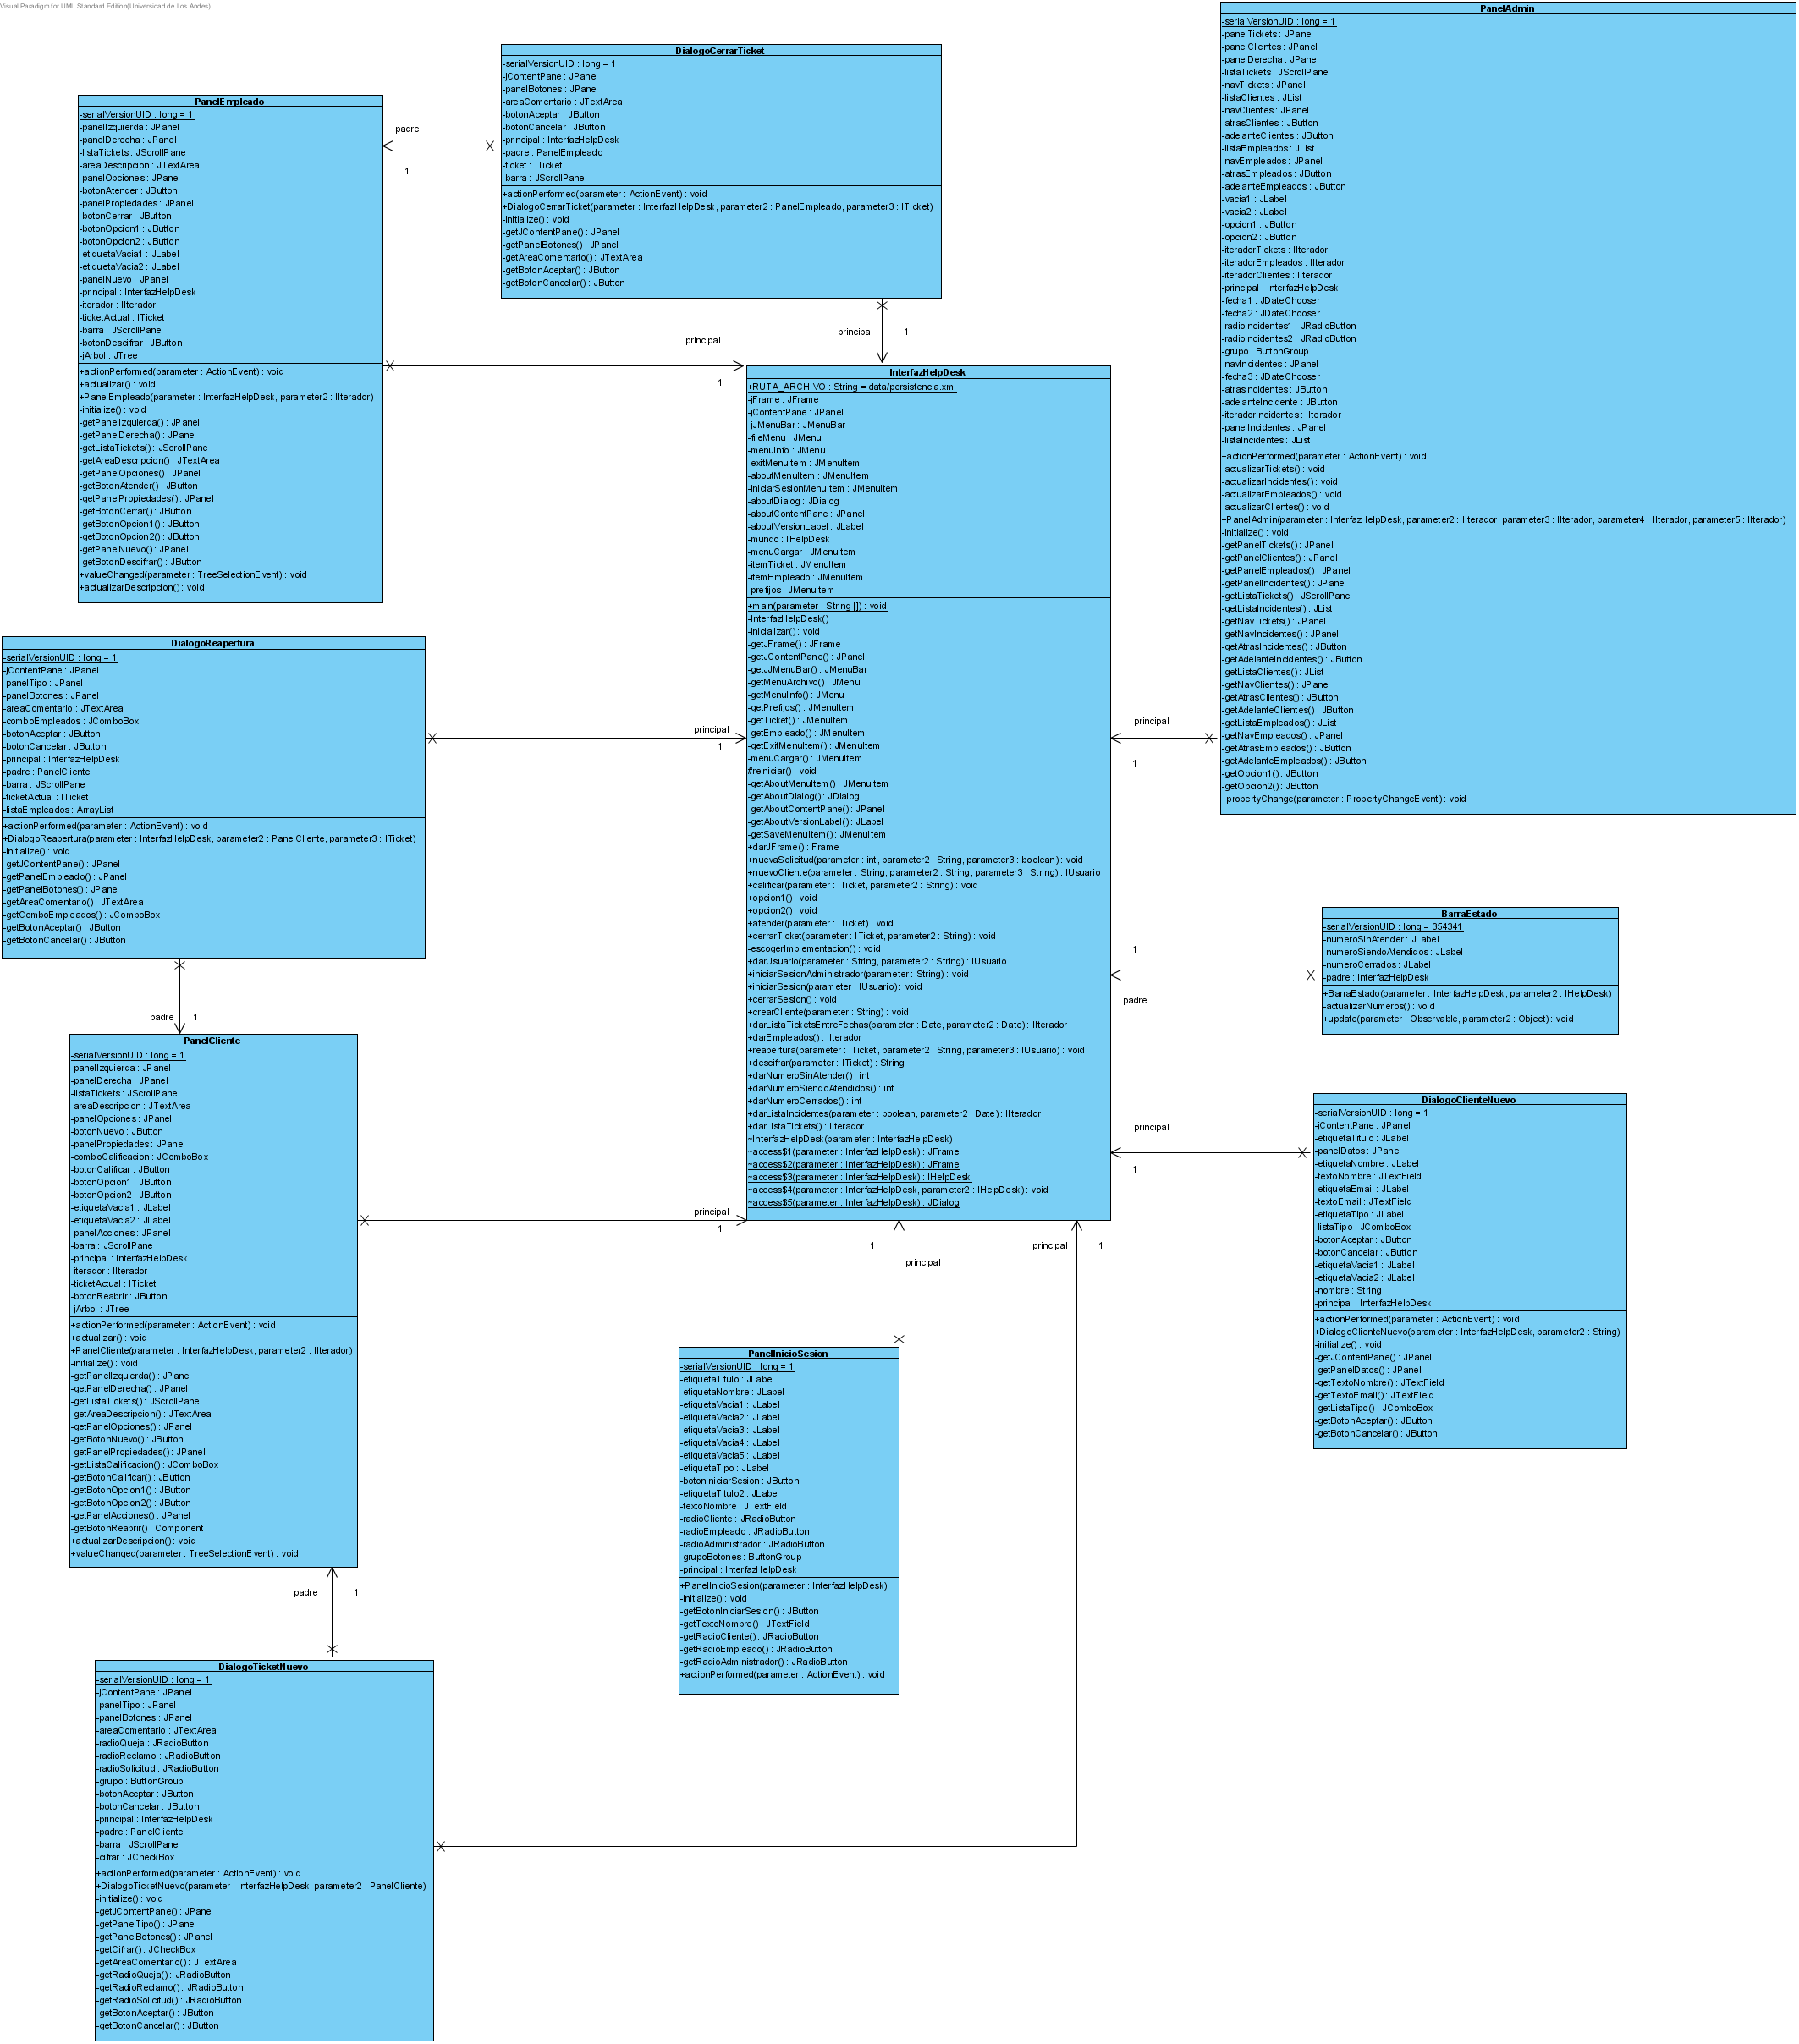 Visual Paradigm for UML Standard Edition(Universidad de Los Andes)
PanelAdmin
-serialVersionUID : long = 1
-panelTickets : JPanel
-panelClientes : JPanel
-panelDerecha : JPanel
-listaTickets : JScrollPane
-navTickets : JPanel
-listaClientes : JList
-navClientes : JPanel
-atrasClientes : JButton
-adelanteClientes : JButton
-listaEmpleados : JList
-navEmpleados : JPanel
-atrasEmpleados : JButton
-adelanteEmpleados : JButton
-vacia1 : JLabel
-vacia2 : JLabel
-opcion1 : JButton
-opcion2 : JButton
-iteradorTickets : IIterador
-iteradorEmpleados : IIterador
-iteradorClientes : IIterador
-principal : InterfazHelpDesk
-fecha1 : JDateChooser
-fecha2 : JDateChooser
-radioIncidentes1 : JRadioButton
-radioIncidentes2 : JRadioButton
-grupo : ButtonGroup
-navIncidentes : JPanel
-fecha3 : JDateChooser
-atrasIncidentes : JButton
-adelanteIncidente : JButton
-iteradorIncidentes : IIterador
-panelIncidentes : JPanel
-listaIncidentes : JList
+actionPerformed(parameter : ActionEvent) : void
-actualizarTickets() : void
-actualizarIncidentes() : void
-actualizarEmpleados() : void
-actualizarClientes() : void
+PanelAdmin(parameter : InterfazHelpDesk, parameter2 : IIterador, parameter3 : IIterador, parameter4 : IIterador, parameter5 : IIterador)
-initialize() : void
-getPanelTickets() : JPanel
-getPanelClientes() : JPanel
-getPanelEmpleados() : JPanel
-getPanelIncidentes() : JPanel
-getListaTickets() : JScrollPane
-getListaIncidentes() : JList
-getNavTickets() : JPanel
-getNavIncidentes() : JPanel
-getAtrasIncidentes() : JButton
-getAdelanteIncidentes() : JButton
-getListaClientes() : JList
-getNavClientes() : JPanel
-getAtrasClientes() : JButton
-getAdelanteClientes() : JButton
-getListaEmpleados() : JList
-getNavEmpleados() : JPanel
-getAtrasEmpleados() : JButton
-getAdelanteEmpleados() : JButton
-getOpcion1() : JButton
-getOpcion2() : JButton
+propertyChange(parameter : PropertyChangeEvent) : void
DialogoCerrarTicket
-serialVersionUID : long = 1
-jContentPane : JPanel
-panelBotones : JPanel
-areaComentario : JTextArea
-botonAceptar : JButton
-botonCancelar : JButton
-principal : InterfazHelpDesk
-padre : PanelEmpleado
-ticket : ITicket
-barra : JScrollPane
+actionPerformed(parameter : ActionEvent) : void
+DialogoCerrarTicket(parameter : InterfazHelpDesk, parameter2 : PanelEmpleado, parameter3 : ITicket)
-initialize() : void
-getJContentPane() : JPanel
-getPanelBotones() : JPanel
-getAreaComentario() : JTextArea
-getBotonAceptar() : JButton
-getBotonCancelar() : JButton
PanelEmpleado
-serialVersionUID : long = 1
-panelIzquierda : JPanel
-panelDerecha : JPanel
-listaTickets : JScrollPane
-areaDescripcion : JTextArea
-panelOpciones : JPanel
-botonAtender : JButton
-panelPropiedades : JPanel
-botonCerrar : JButton
-botonOpcion1 : JButton
-botonOpcion2 : JButton
-etiquetaVacia1 : JLabel
-etiquetaVacia2 : JLabel
-panelNuevo : JPanel
-principal : InterfazHelpDesk
-iterador : IIterador
-ticketActual : ITicket
-barra : JScrollPane
-botonDescifrar : JButton
-jArbol : JTree
+actionPerformed(parameter : ActionEvent) : void
+actualizar() : void
+PanelEmpleado(parameter : InterfazHelpDesk, parameter2 : IIterador)
-initialize() : void
-getPanelIzquierda() : JPanel
-getPanelDerecha() : JPanel
-getListaTickets() : JScrollPane
-getAreaDescripcion() : JTextArea
-getPanelOpciones() : JPanel
-getBotonAtender() : JButton
-getPanelPropiedades() : JPanel
-getBotonCerrar() : JButton
-getBotonOpcion1() : JButton
-getBotonOpcion2() : JButton
-getPanelNuevo() : JPanel
-getBotonDescifrar() : JButton
+valueChanged(parameter : TreeSelectionEvent) : void
+actualizarDescripcion() : void
padre
1
principal
1
principal
1
InterfazHelpDesk
+RUTA_ARCHIVO : String = data/persistencia.xml
-jFrame : JFrame
-jContentPane : JPanel
-jJMenuBar : JMenuBar
-fileMenu : JMenu
-menuInfo : JMenu
-exitMenuItem : JMenuItem
-aboutMenuItem : JMenuItem
-iniciarSesionMenuItem : JMenuItem
-aboutDialog : JDialog
-aboutContentPane : JPanel
-aboutVersionLabel : JLabel
-mundo : IHelpDesk
-menuCargar : JMenuItem
-itemTicket : JMenuItem
-itemEmpleado : JMenuItem
-prefijos : JMenuItem
+main(parameter : String []) : void
-InterfazHelpDesk()
-inicializar() : void
-getJFrame() : JFrame
-getJContentPane() : JPanel
-getJJMenuBar() : JMenuBar
-getMenuArchivo() : JMenu
-getMenuInfo() : JMenu
-getPrefijos() : JMenuItem
-getTicket() : JMenuItem
-getEmpleado() : JMenuItem
-getExitMenuItem() : JMenuItem
-menuCargar() : JMenuItem
#reiniciar() : void
-getAboutMenuItem() : JMenuItem
-getAboutDialog() : JDialog
-getAboutContentPane() : JPanel
-getAboutVersionLabel() : JLabel
-getSaveMenuItem() : JMenuItem
+darJFrame() : Frame
+nuevaSolicitud(parameter : int, parameter2 : String, parameter3 : boolean) : void
+nuevoCliente(parameter : String, parameter2 : String, parameter3 : String) : IUsuario
+calificar(parameter : ITicket, parameter2 : String) : void
+opcion1() : void
+opcion2() : void
+atender(parameter : ITicket) : void
+cerrarTicket(parameter : ITicket, parameter2 : String) : void
-escogerImplementacion() : void
+darUsuario(parameter : String, parameter2 : String) : IUsuario
+iniciarSesionAdministrador(parameter : String) : void
+iniciarSesion(parameter : IUsuario) : void
+cerrarSesion() : void
+crearCliente(parameter : String) : void
+darListaTicketsEntreFechas(parameter : Date, parameter2 : Date) : IIterador
+darEmpleados() : IIterador
+reapertura(parameter : ITicket, parameter2 : String, parameter3 : IUsuario) : void
+descifrar(parameter : ITicket) : String
+darNumeroSinAtender() : int
+darNumeroSiendoAtendidos() : int
+darNumeroCerrados() : int
+darListaIncidentes(parameter : boolean, parameter2 : Date) : IIterador
+darListaTickets() : IIterador
~InterfazHelpDesk(parameter : InterfazHelpDesk)
~access$1(parameter : InterfazHelpDesk) : JFrame
~access$2(parameter : InterfazHelpDesk) : JFrame
~access$3(parameter : InterfazHelpDesk) : IHelpDesk
~access$4(parameter : InterfazHelpDesk, parameter2 : IHelpDesk) : void
~access$5(parameter : InterfazHelpDesk) : JDialog
DialogoReapertura
-serialVersionUID : long = 1
-jContentPane : JPanel
-panelTipo : JPanel
-panelBotones : JPanel
-areaComentario : JTextArea
-comboEmpleados : JComboBox
-botonAceptar : JButton
-botonCancelar : JButton
-principal : InterfazHelpDesk
-padre : PanelCliente
-barra : JScrollPane
-ticketActual : ITicket
-listaEmpleados : ArrayList
+actionPerformed(parameter : ActionEvent) : void
+DialogoReapertura(parameter : InterfazHelpDesk, parameter2 : PanelCliente, parameter3 : ITicket)
-initialize() : void
-getJContentPane() : JPanel
-getPanelEmpleado() : JPanel
-getPanelBotones() : JPanel
-getAreaComentario() : JTextArea
-getComboEmpleados() : JComboBox
-getBotonAceptar() : JButton
-getBotonCancelar() : JButton
principal
1
principal
1
padre
1
BarraEstado
-serialVersionUID : long = 354341
-numeroSinAtender : JLabel
-numeroSiendoAtendidos : JLabel
-numeroCerrados : JLabel
-padre : InterfazHelpDesk
+BarraEstado(parameter : InterfazHelpDesk, parameter2 : IHelpDesk)
-actualizarNumeros() : void
+update(parameter : Observable, parameter2 : Object) : void
1
padre
PanelCliente
-serialVersionUID : long = 1
-panelIzquierda : JPanel
-panelDerecha : JPanel
-listaTickets : JScrollPane
-areaDescripcion : JTextArea
-panelOpciones : JPanel
-botonNuevo : JButton
-panelPropiedades : JPanel
-comboCalificacion : JComboBox
-botonCalificar : JButton
-botonOpcion1 : JButton
-botonOpcion2 : JButton
-etiquetaVacia1 : JLabel
-etiquetaVacia2 : JLabel
-panelAcciones : JPanel
-barra : JScrollPane
-principal : InterfazHelpDesk
-iterador : IIterador
-ticketActual : ITicket
-botonReabrir : JButton
-jArbol : JTree
+actionPerformed(parameter : ActionEvent) : void
+actualizar() : void
+PanelCliente(parameter : InterfazHelpDesk, parameter2 : IIterador)
-initialize() : void
-getPanelIzquierda() : JPanel
-getPanelDerecha() : JPanel
-getListaTickets() : JScrollPane
-getAreaDescripcion() : JTextArea
-getPanelOpciones() : JPanel
-getBotonNuevo() : JButton
-getPanelPropiedades() : JPanel
-getListaCalificacion() : JComboBox
-getBotonCalificar() : JButton
-getBotonOpcion1() : JButton
-getBotonOpcion2() : JButton
-getPanelAcciones() : JPanel
-getBotonReabrir() : Component
+actualizarDescripcion() : void
+valueChanged(parameter : TreeSelectionEvent) : void
principal
1
DialogoClienteNuevo
-serialVersionUID : long = 1
-jContentPane : JPanel
-etiquetaTitulo : JLabel
-panelDatos : JPanel
-etiquetaNombre : JLabel
-textoNombre : JTextField
-etiquetaEmail : JLabel
-textoEmail : JTextField
-etiquetaTipo : JLabel
-listaTipo : JComboBox
-botonAceptar : JButton
-botonCancelar : JButton
-etiquetaVacia1 : JLabel
-etiquetaVacia2 : JLabel
-nombre : String
-principal : InterfazHelpDesk
+actionPerformed(parameter : ActionEvent) : void
+DialogoClienteNuevo(parameter : InterfazHelpDesk, parameter2 : String)
-initialize() : void
-getJContentPane() : JPanel
-getPanelDatos() : JPanel
-getTextoNombre() : JTextField
-getTextoEmail() : JTextField
-getListaTipo() : JComboBox
-getBotonAceptar() : JButton
-getBotonCancelar() : JButton
principal
1
1
principal
principal
1
PanelInicioSesion
-serialVersionUID : long = 1
-etiquetaTitulo : JLabel
-etiquetaNombre : JLabel
-etiquetaVacia1 : JLabel
-etiquetaVacia2 : JLabel
-etiquetaVacia3 : JLabel
-etiquetaVacia4 : JLabel
-etiquetaVacia5 : JLabel
-etiquetaTipo : JLabel
-botonIniciarSesion : JButton
-etiquetaTitulo2 : JLabel
-textoNombre : JTextField
-radioCliente : JRadioButton
-radioEmpleado : JRadioButton
-radioAdministrador : JRadioButton
-grupoBotones : ButtonGroup
-principal : InterfazHelpDesk
+PanelInicioSesion(parameter : InterfazHelpDesk)
-initialize() : void
-getBotonIniciarSesion() : JButton
-getTextoNombre() : JTextField
-getRadioCliente() : JRadioButton
-getRadioEmpleado() : JRadioButton
-getRadioAdministrador() : JRadioButton
+actionPerformed(parameter : ActionEvent) : void
padre
1
DialogoTicketNuevo
-serialVersionUID : long = 1
-jContentPane : JPanel
-panelTipo : JPanel
-panelBotones : JPanel
-areaComentario : JTextArea
-radioQueja : JRadioButton
-radioReclamo : JRadioButton
-radioSolicitud : JRadioButton
-grupo : ButtonGroup
-botonAceptar : JButton
-botonCancelar : JButton
-principal : InterfazHelpDesk
-padre : PanelCliente
-barra : JScrollPane
-cifrar : JCheckBox
+actionPerformed(parameter : ActionEvent) : void
+DialogoTicketNuevo(parameter : InterfazHelpDesk, parameter2 : PanelCliente)
-initialize() : void
-getJContentPane() : JPanel
-getPanelTipo() : JPanel
-getPanelBotones() : JPanel
-getCifrar() : JCheckBox
-getAreaComentario() : JTextArea
-getRadioQueja() : JRadioButton
-getRadioReclamo() : JRadioButton
-getRadioSolicitud() : JRadioButton
-getBotonAceptar() : JButton
-getBotonCancelar() : JButton